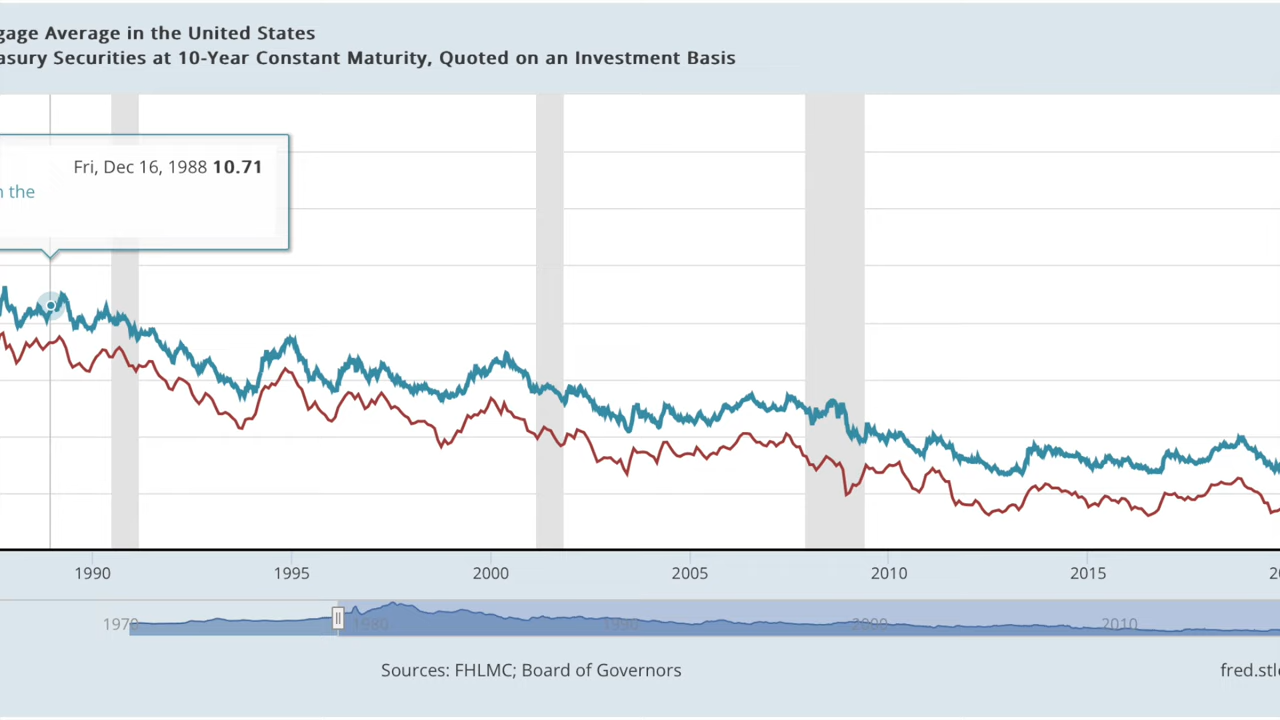 gage Average in the United States
asury Securities at 10-Year Constant Maturity, Quoted on an Investment Basis
Fri, Dec 16, 1988 10.71
n the
1990 1995 2000 2005 2010 2015 20
1970 1980 1990 2000 2010
Sources: FHLMC; Board of Governors
fred.stl